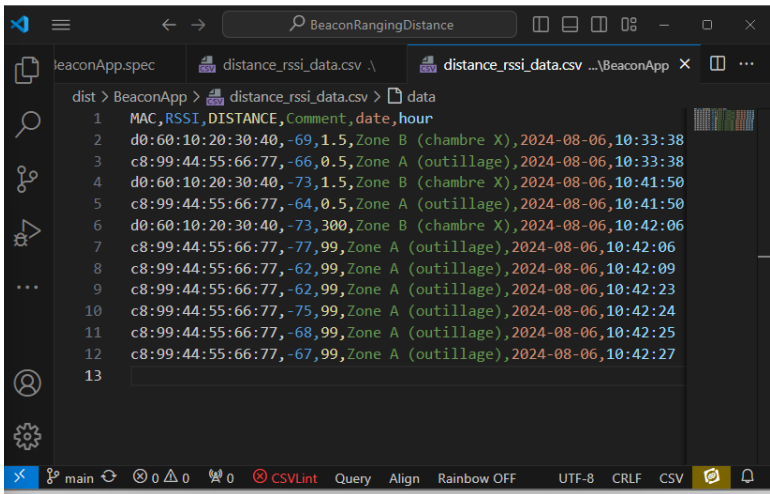 BeaconRangingDistance
BeaconApp.spec
distance_rssi_data.csv .\
distance_rssi_data.csv ...\BeaconApp
dist > BeaconApp > distance_rssi_data.csv > data
1 MAC,RSSI,DISTANCE,Comment,date,hour
2 d0:60:10:20:30:40,-69,1.5,Zone B (chambre X),2024-08-06,10:33:38
3 c8:99:44:55:66:77,-66,0.5,Zone A (outillage),2024-08-06,10:33:38
4 d0:60:10:20:30:40,-73,1.5,Zone B (chambre X),2024-08-06,10:41:50
5 c8:99:44:55:66:77,-64,0.5,Zone A (outillage),2024-08-06,10:41:50
6 d0:60:10:20:30:40,-73,300,Zone B (chambre X),2024-08-06,10:42:06
7 c8:99:44:55:66:77,-77,99,Zone A (outillage),2024-08-06,10:42:06
8 c8:99:44:55:66:77,-62,99,Zone A (outillage),2024-08-06,10:42:09
9 c8:99:44:55:66:77,-62,99,Zone A (outillage),2024-08-06,10:42:23
10 c8:99:44:55:66:77,-75,99,Zone A (outillage),2024-08-06,10:42:24
11 c8:99:44:55:66:77,-68,99,Zone A (outillage),2024-08-06,10:42:25
12 c8:99:44:55:66:77,-67,99,Zone A (outillage),2024-08-06,10:42:27
13
main 0 0 0 CSVLint Query Align Rainbow OFF UTF-8 CRLF CSV